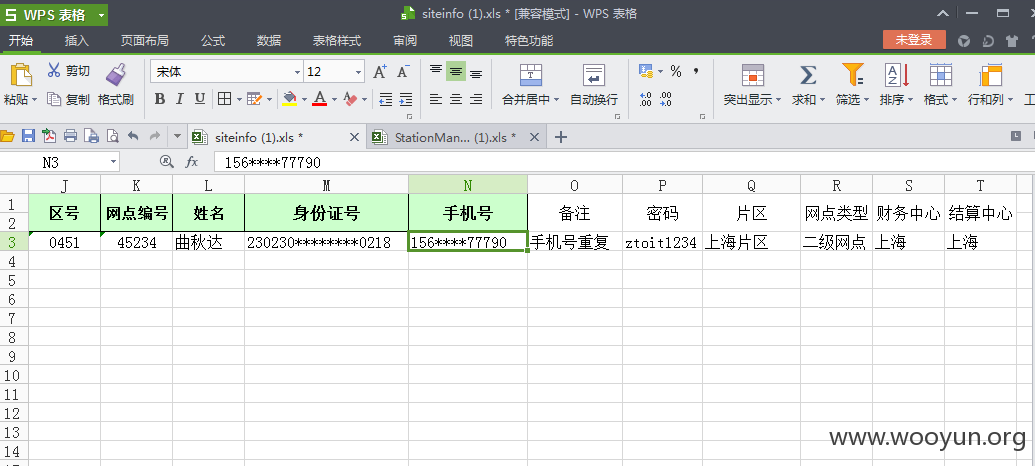 WPS 表格
siteinfo (1).xls * [兼容模式] - WPS 表格
开始 插入 页面布局 公式 数据 表格样式 审阅 视图 特色功能 未登录
粘贴 剪切 复制 格式刷
宋体 12
B I U A
合并居中 自动换行
突出显示 求和 筛选 排序 格式 行和列
siteinfo (1).xls * StationMan... (1).xls *
N3 fx 156****77790
J K L M N O P Q R S T
1 区号 网点编号 姓名 身份证号 手机号 备注 密码 片区 网点类型 财务中心 结算中心
2
3 0451 45234 曲秋达 230230********0218 156****77790 手机号重复 ztoit1234 上海片区 二级网点 上海 上海
4
5
6
7
8
9
10
11
12
13
14
www.wooyun.org